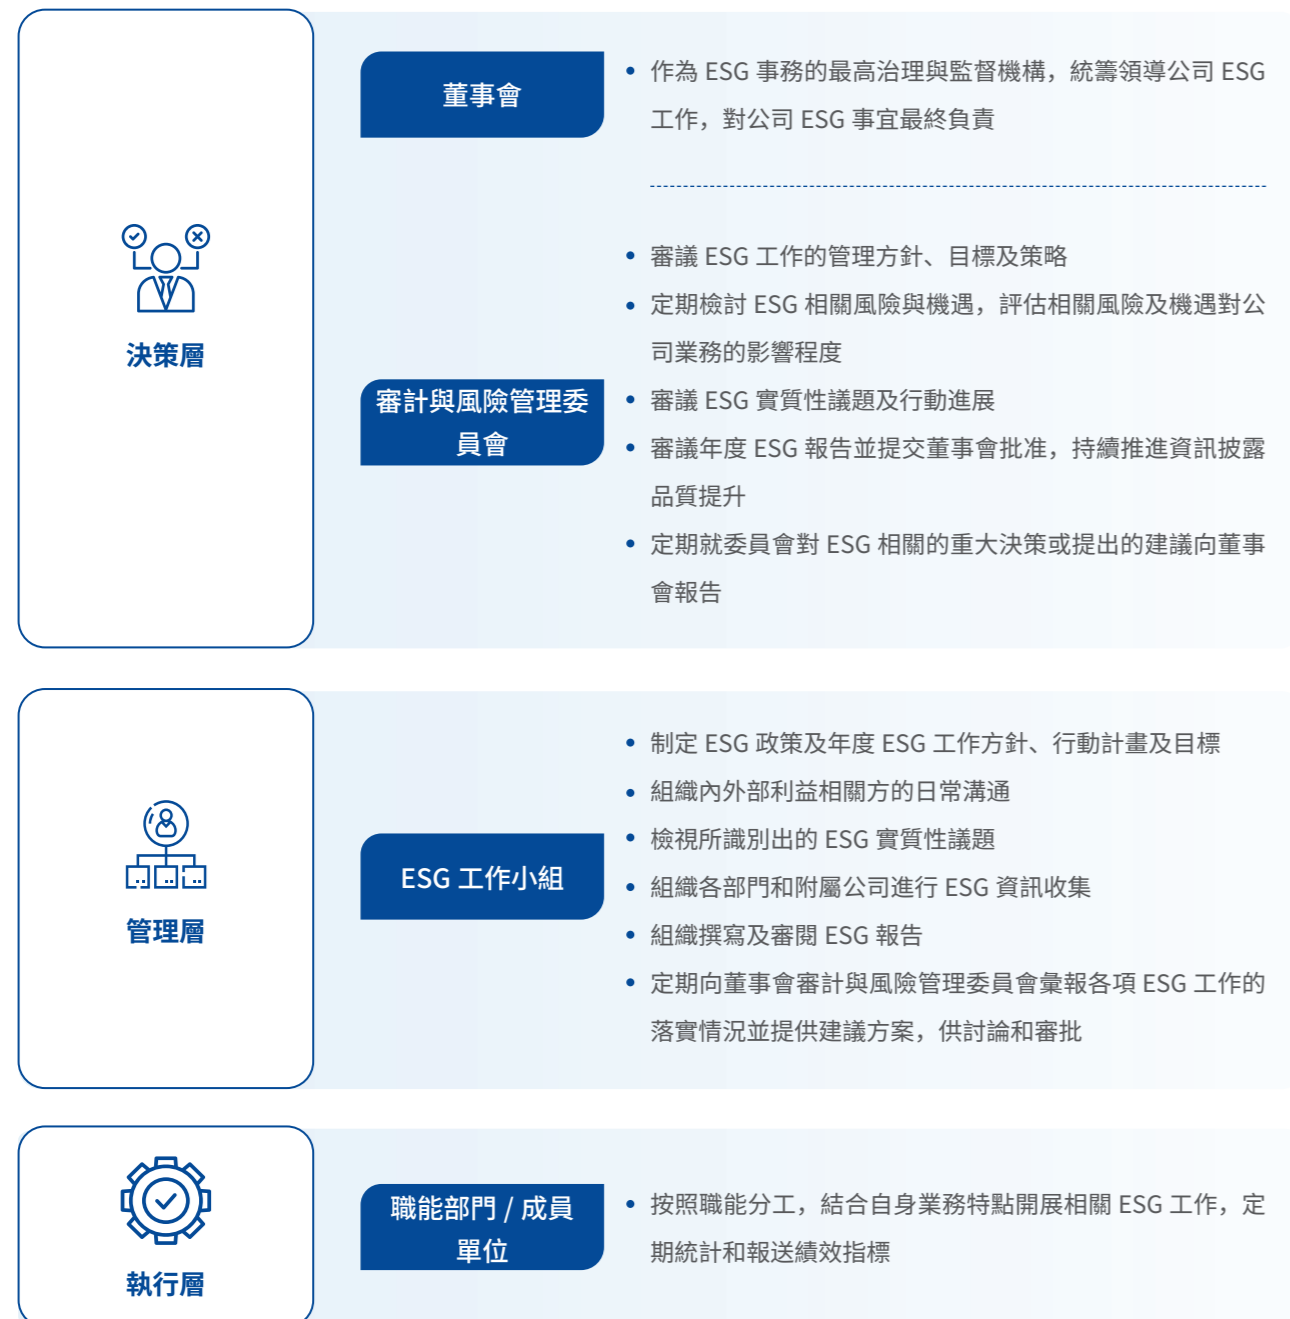 決策層
董事會
• 作為 ESG 事務的最高治理與監督機構，統籌領導公司 ESG
工作，對公司 ESG 事宜最終負責
審計與風險管理委
員會
• 審議 ESG 工作的管理方針、目標及策略
• 定期檢討 ESG 相關風險與機遇，評估相關風險及機遇對公
司業務的影響程度
• 審議 ESG 實質性議題及行動進展
• 審議年度 ESG 報告並提交董事會批准，持續推進資訊披露
品質提升
• 定期就委員會對 ESG 相關的重大決策或提出的建議向董事
會報告
管理層
ESG 工作小組
• 制定 ESG 政策及年度 ESG 工作方針、行動計畫及目標
• 組織內外部利益相關方的日常溝通
• 檢視所識別出的 ESG 實質性議題
• 組織各部門和附屬公司進行 ESG 資訊收集
• 組織撰寫及審閱 ESG 報告
• 定期向董事會審計與風險管理委員會彙報各項 ESG 工作的
落實情況並提供建議方案，供討論和審批
執行層
職能部門 / 成員
單位
• 按照職能分工，結合自身業務特點開展相關 ESG 工作，定
期統計和報送績效指標